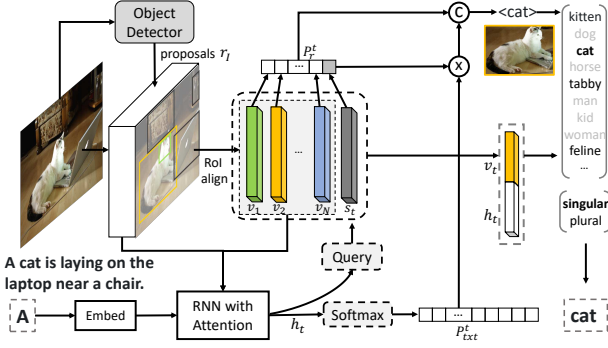 Object
Detector
proposals r_I
P_r^t
...
C
<cat>
x
kitten
dog
cat
horse
tabby
man
kid
woman
feline
...
RoI
align
...
v_1 v_2 v_N s_t
v_t
h_t
singular
plural
A cat is laying on the
laptop near a chair.
Query
A
Embed
RNN with
Attention
h_t
Softmax
...
P_txt^t
cat